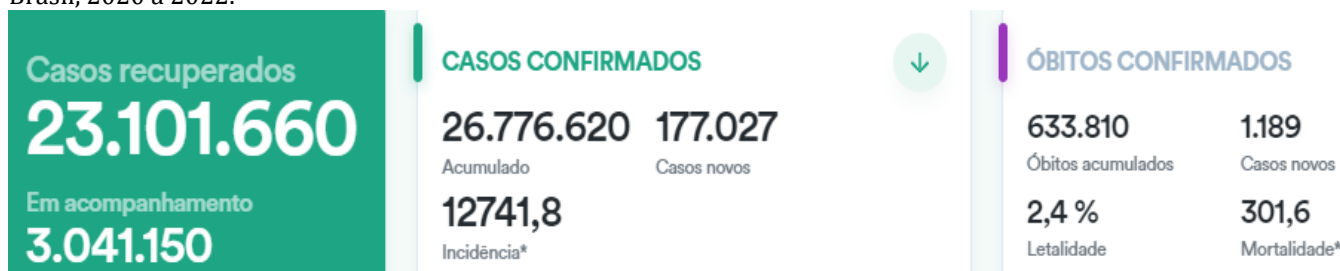 Brasil, 2020 a 2022.
Casos recuperados
23.101.660
Em acompanhamento
3.041.150
CASOS CONFIRMADOS
26.776.620 177.027
Acumulado Casos novos
12741,8
Incidência*
ÓBITOS CONFIRMADOS
633.810 1.189
Óbitos acumulados Casos novos
2,4 % 301,6
Letalidade Mortalidade*